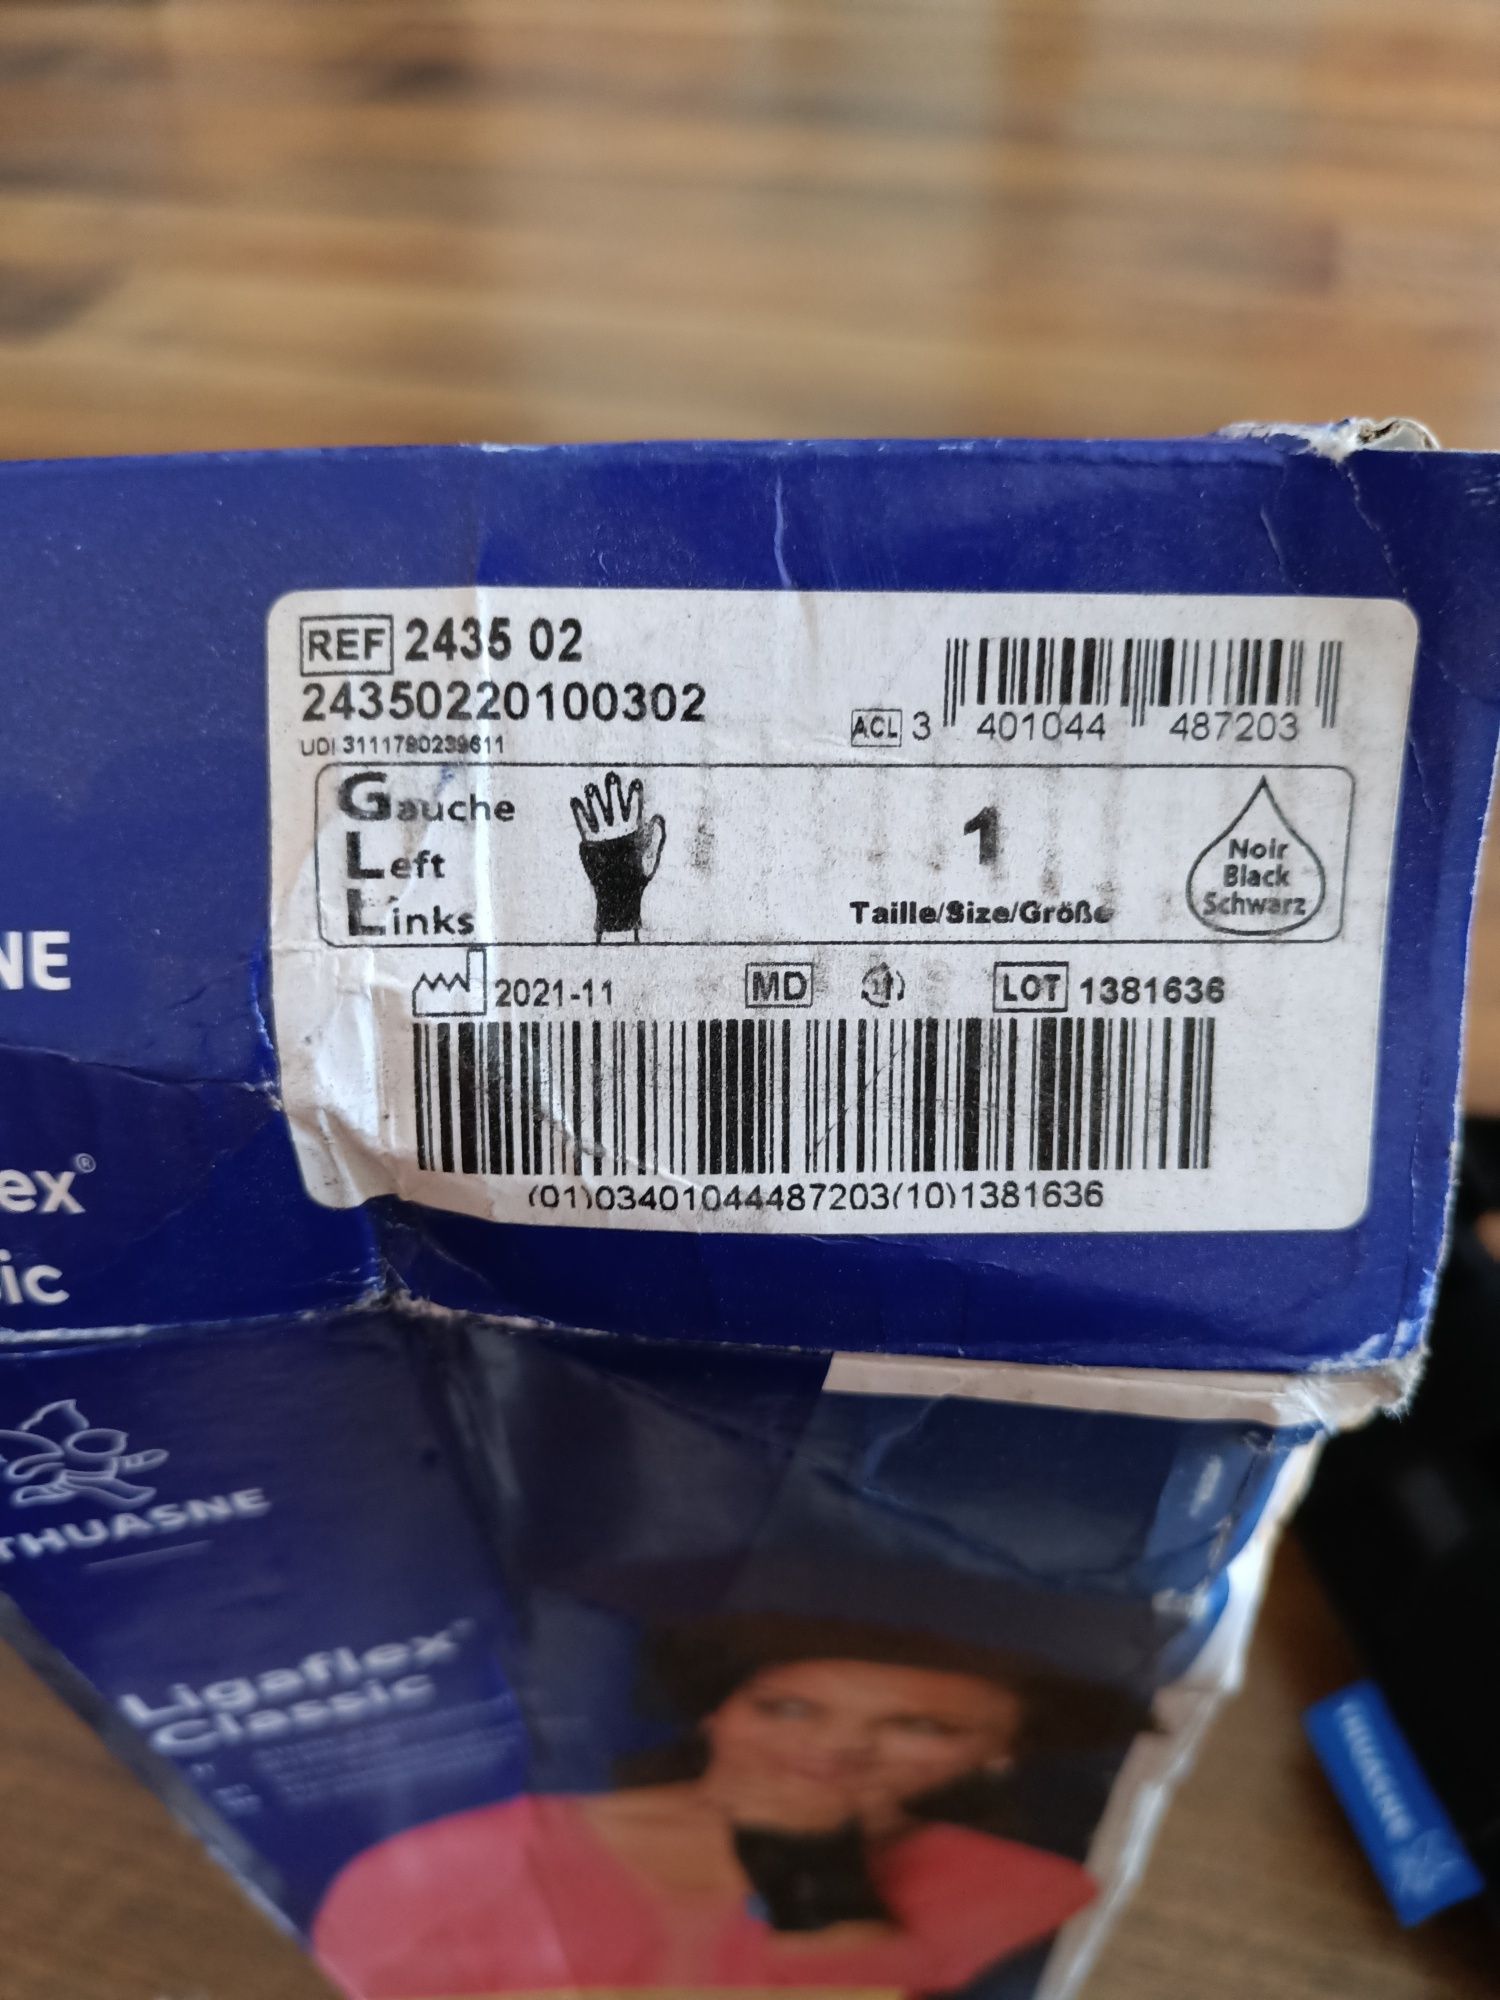 REF 2435 02
24350220100302
UDI 3111780239611
ACL 3 401044 487203
Gauche
Left
Links
1
Taille/Size/Größe
Noir
Black
Schwarz
2021-11 MD LOT 1381636
(01)03401044487203(10)1381636
NE
ex®
ic
THUASNE
Ligaflex®
Classic
THUASNE